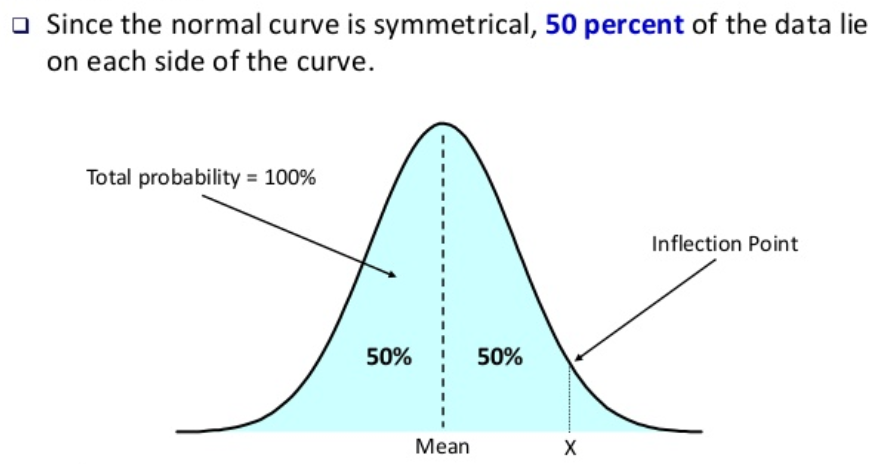 Since the normal curve is symmetrical, 50 percent of the data lie
on each side of the curve.
Total probability = 100%
Inflection Point
50%
50%
Mean
X